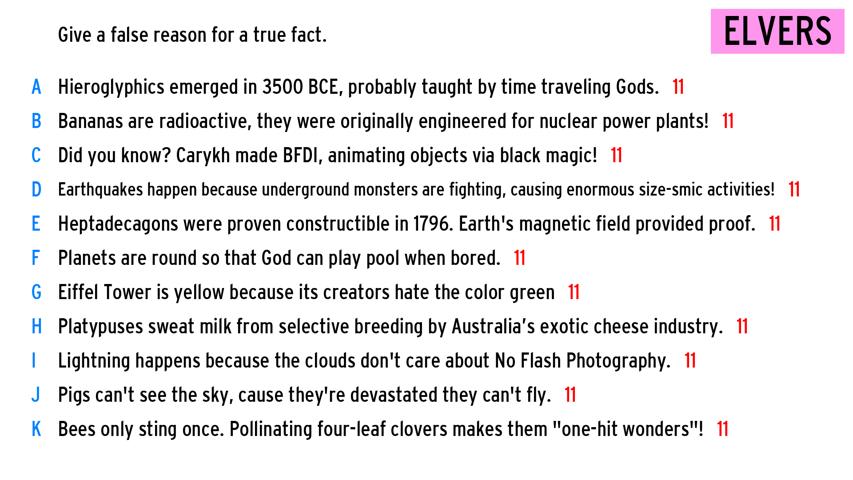 Give a false reason for a true fact.
ELVERS
A Hieroglyphics emerged in 3500 BCE, probably taught by time traveling Gods. 11
B Bananas are radioactive, they were originally engineered for nuclear power plants! 11
C Did you know? Carykh made BFDI, animating objects via black magic! 11
D Earthquakes happen because underground monsters are fighting, causing enormous size-smic activities! 11
E Heptadecagons were proven constructible in 1796. Earth's magnetic field provided proof. 11
F Planets are round so that God can play pool when bored. 11
G Eiffel Tower is yellow because its creators hate the color green 11
H Platypuses sweat milk from selective breeding by Australia’s exotic cheese industry. 11
I Lightning happens because the clouds don't care about No Flash Photography. 11
J Pigs can't see the sky, cause they're devastated they can't fly. 11
K Bees only sting once. Pollinating four-leaf clovers makes them "one-hit wonders"! 11